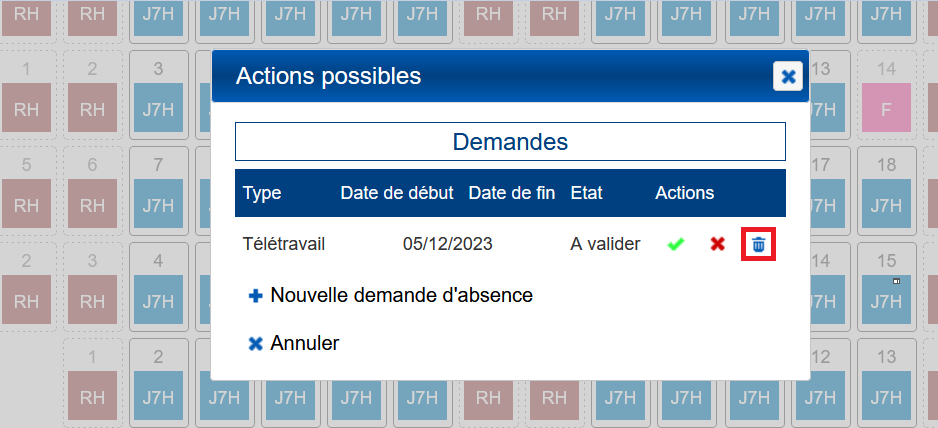 RH RH J7H J7H J7H J7H J7H RH RH J7H J7H J7H J7H J7H
Actions possibles
1 2 3 13 14
RH RH J7H J7H F
Demandes
5 6 7 17 18
Type Date de début Date de fin Etat Actions
RH RH J7H J7H J7H
Télétravail 05/12/2023 A valider
2 3 4 14 15
Nouvelle demande d'absence
RH RH J7H J7H J7H
Annuler
1 2 12 13
RH J7H J7H J7H J7H J7H RH RH J7H J7H J7H J7H J7H